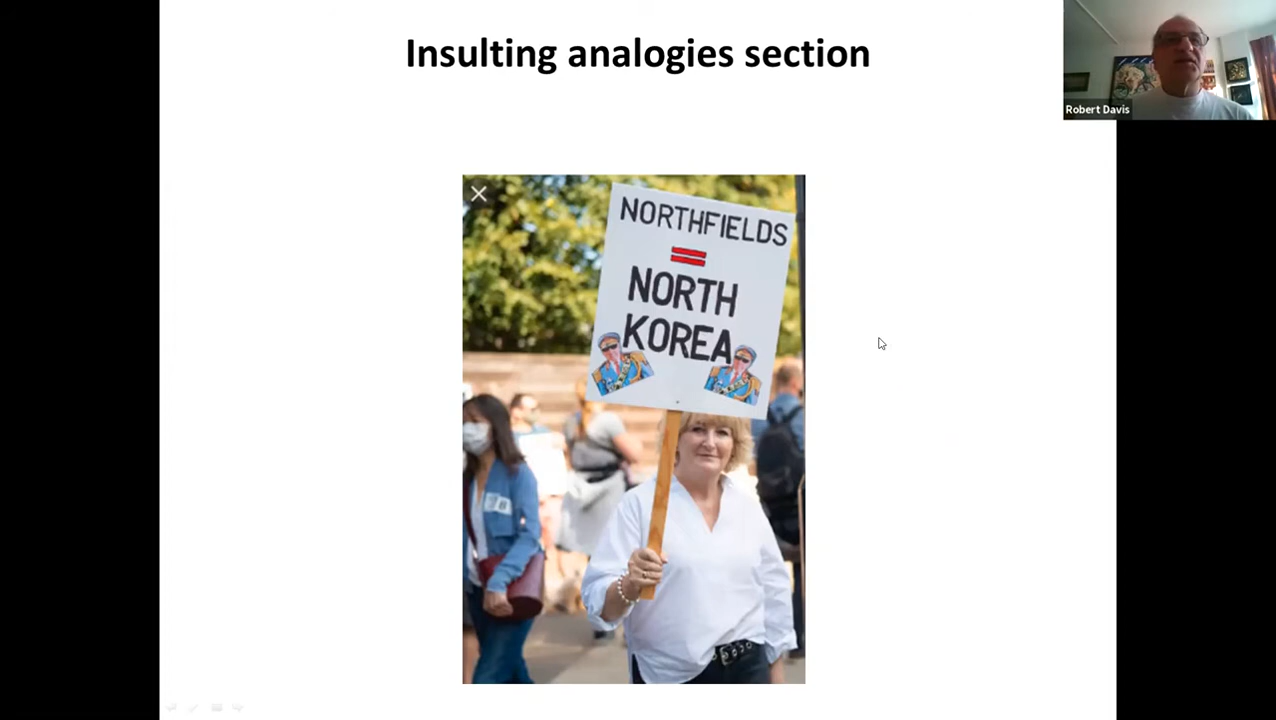 Insulting analogies section
Robert Davis
NORTHFIELDS
=
NORTH
KOREA